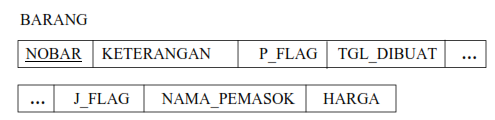 BARANG
NOBAR KETERANGAN P_FLAG TGL_DIBUAT ...
... J_FLAG NAMA_PEMASOK HARGA